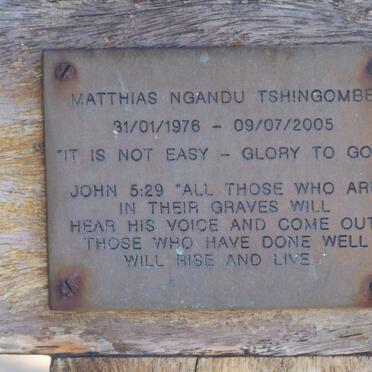 MATTHIAS NGANDU TSHINGOMBE
31/01/1976 – 09/07/2005
"IT IS NOT EASY – GLORY TO GO
JOHN 5:29 "ALL THOSE WHO AR
IN THEIR GRAVES WILL
HEAR HIS VOICE AND COME OUT
THOSE WHO HAVE DONE WELL
WILL RISE AND LIVE...